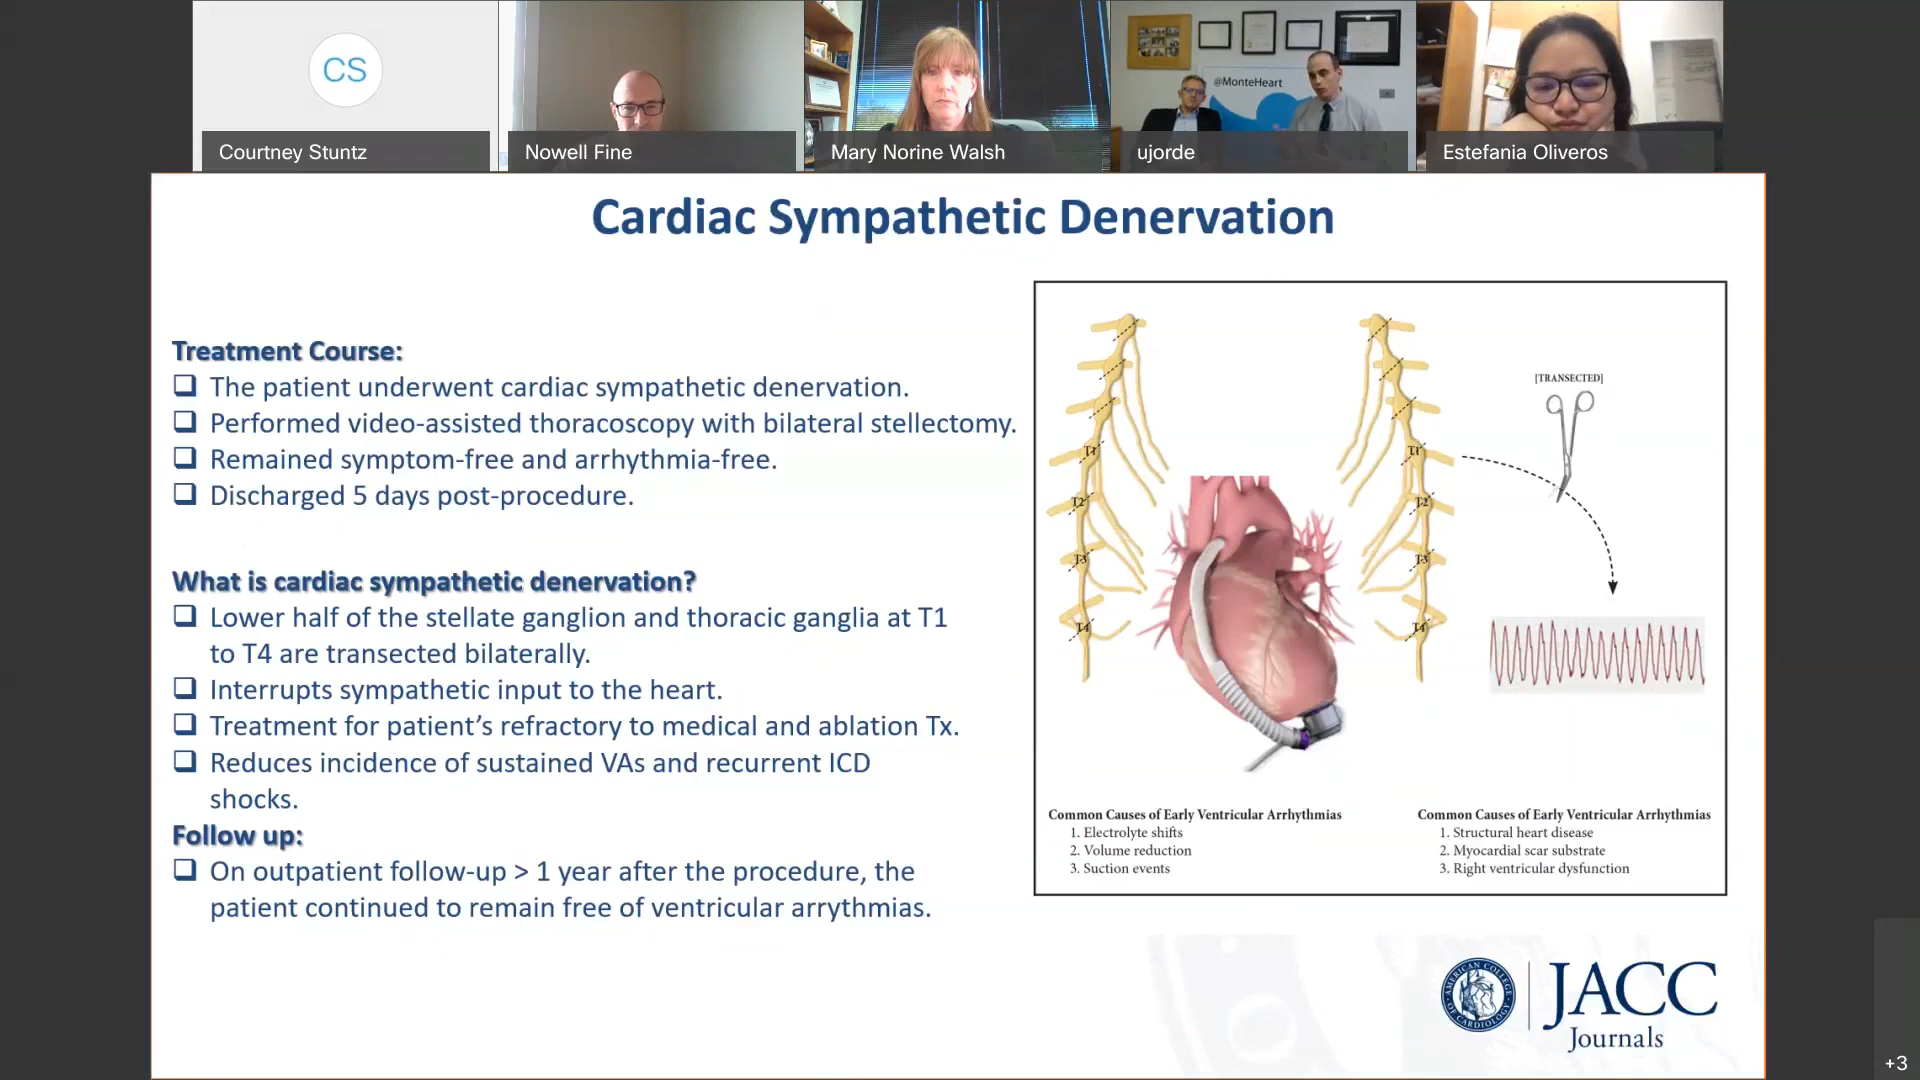 CS
Courtney Stuntz
Nowell Fine
Mary Norine Walsh
@MonteHeart
ujorde
Estefania Oliveros
Cardiac Sympathetic Denervation
Treatment Course:
❑ The patient underwent cardiac sympathetic denervation.
❑ Performed video-assisted thoracoscopy with bilateral stellectomy.
❑ Remained symptom-free and arrhythmia-free.
❑ Discharged 5 days post-procedure.
What is cardiac sympathetic denervation?
❑ Lower half of the stellate ganglion and thoracic ganglia at T1
to T4 are transected bilaterally.
❑ Interrupts sympathetic input to the heart.
❑ Treatment for patient’s refractory to medical and ablation Tx.
❑ Reduces incidence of sustained VAs and recurrent ICD
shocks.
Follow up:
❑ On outpatient follow-up > 1 year after the procedure, the
patient continued to remain free of ventricular arrythmias.
T1
T2
T3
T4
T1
T2
T3
T4
[TRANSECTED]
Common Causes of Early Ventricular Arrhythmias
1. Electrolyte shifts
2. Volume reduction
3. Suction events
Common Causes of Early Ventricular Arrhythmias
1. Structural heart disease
2. Myocardial scar substrate
3. Right ventricular dysfunction
AMERICAN COLLEGE OF CARDIOLOGY
JACC
Journals
+3